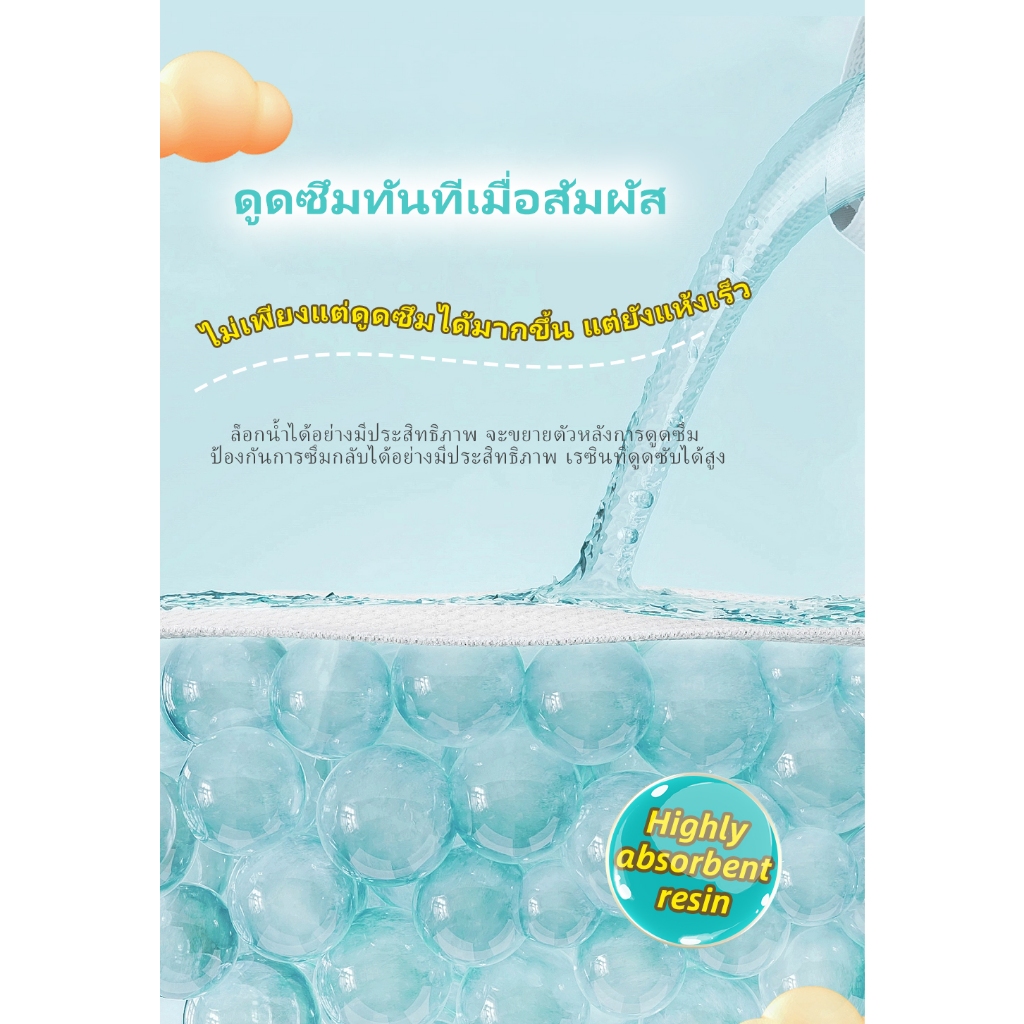 ดูดซึมทันทีเมื่อสัมผัส
ไม่เพียงแต่ดูดซึมได้มากขึ้น แต่ยังแห้งเร็ว
ล็อกน้ำได้อย่างมีประสิทธิภาพ จะขยายตัวหลังการดูดซึม
ป้องกันการซึมกลับได้อย่างมีประสิทธิภาพ เรซินที่ดูดซับได้สูง
Highly
absorbent
resin